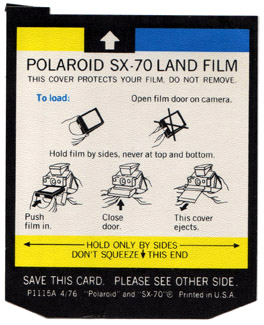 POLAROID SX-70 LAND FILM
THIS COVER PROTECTS YOUR FILM. DO NOT REMOVE.
To load: Open film door on camera.
Hold film by sides, never at top and bottom.
Push film in.
Close door.
This cover ejects.
HOLD ONLY BY SIDES
DON'T SQUEEZE THIS END
SAVE THIS CARD. PLEASE SEE OTHER SIDE.
P1115A 4/76 "Polaroid" and "SX-70"® Printed in U.S.A.